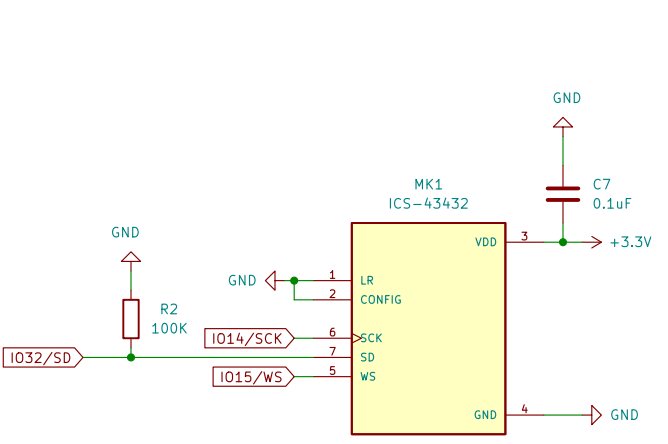 GND
MK1
ICS-43432
C7
0.1uF
GND
VDD
3
+3.3V
GND
1
LR
2
CONFIG
R2
100K
IO14/SCK
6
SCK
IO32/SD
7
SD
IO15/WS
5
WS
GND
4
GND